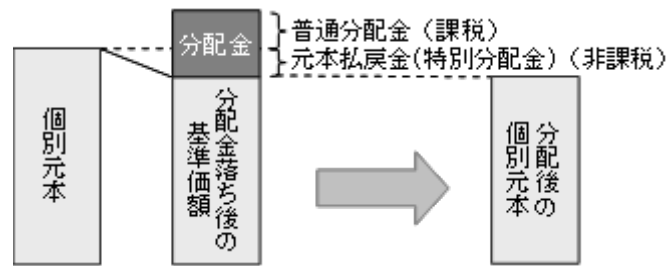 分配金
普通分配金（課税）
元本払戻金(特別分配金)（非課税）
個別元本
分配金落ち後の
基準価額
分配後の
個別元本